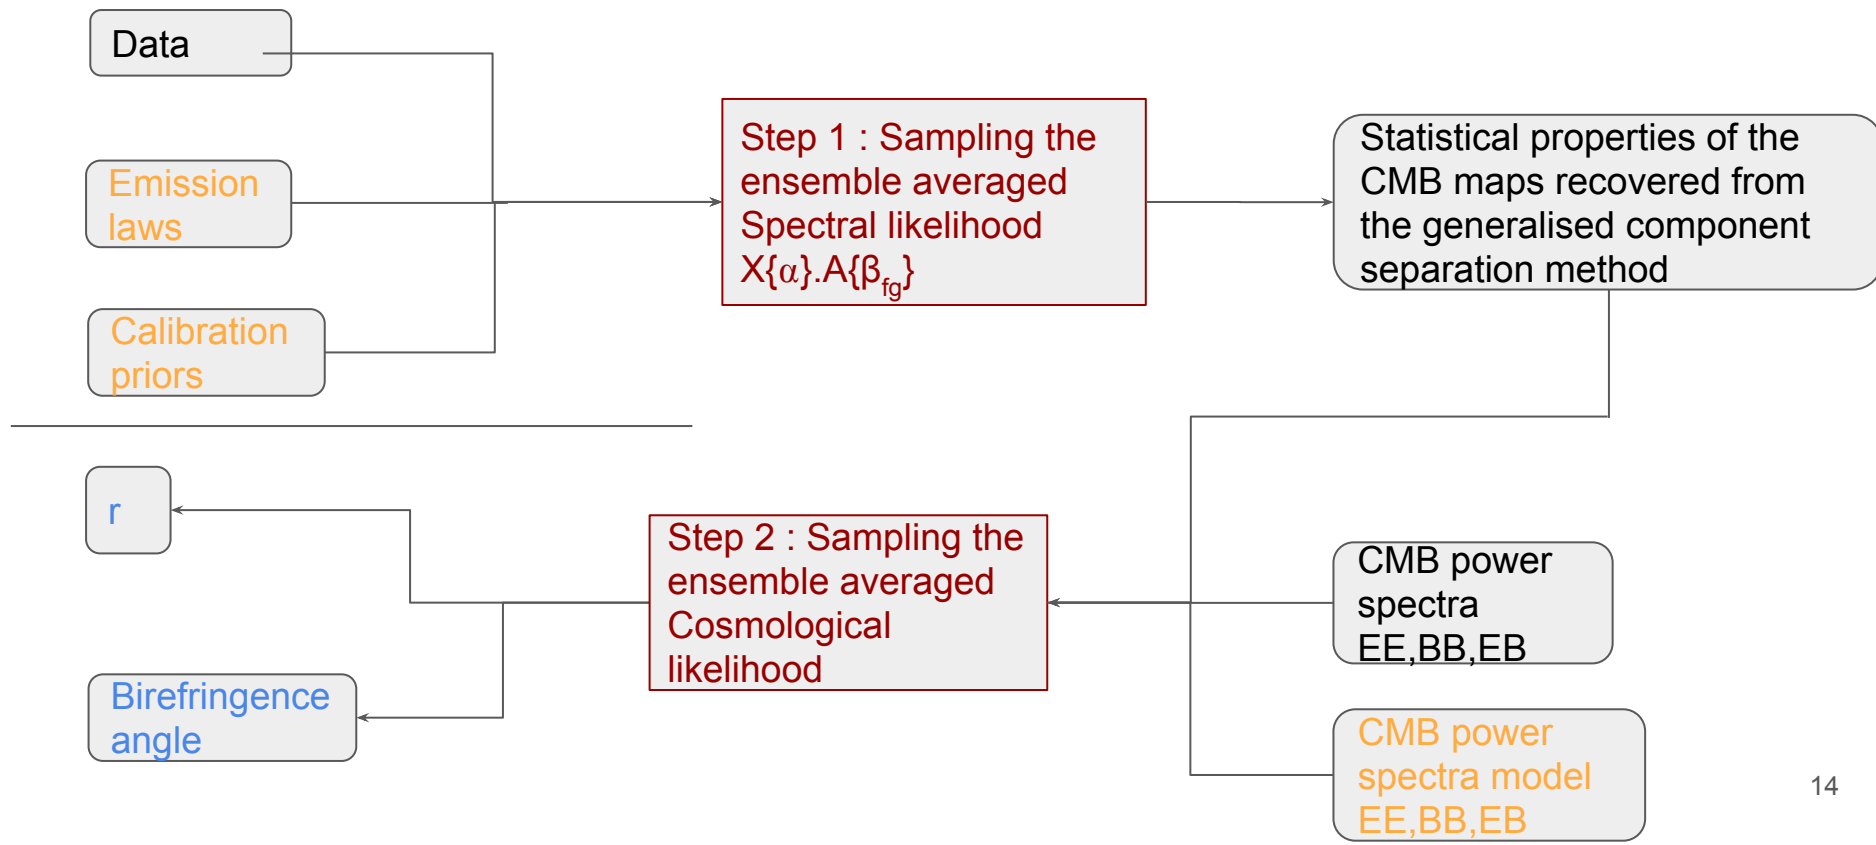 Data
Emission
laws
Calibration
priors
Step 1 : Sampling the
ensemble averaged
Spectral likelihood
X{α}.A{β_fg}
Statistical properties of the
CMB maps recovered from
the generalised component
separation method
r
Birefringence
angle
Step 2 : Sampling the
ensemble averaged
Cosmological
likelihood
CMB power
spectra
EE,BB,EB
CMB power
spectra model
EE,BB,EB
14